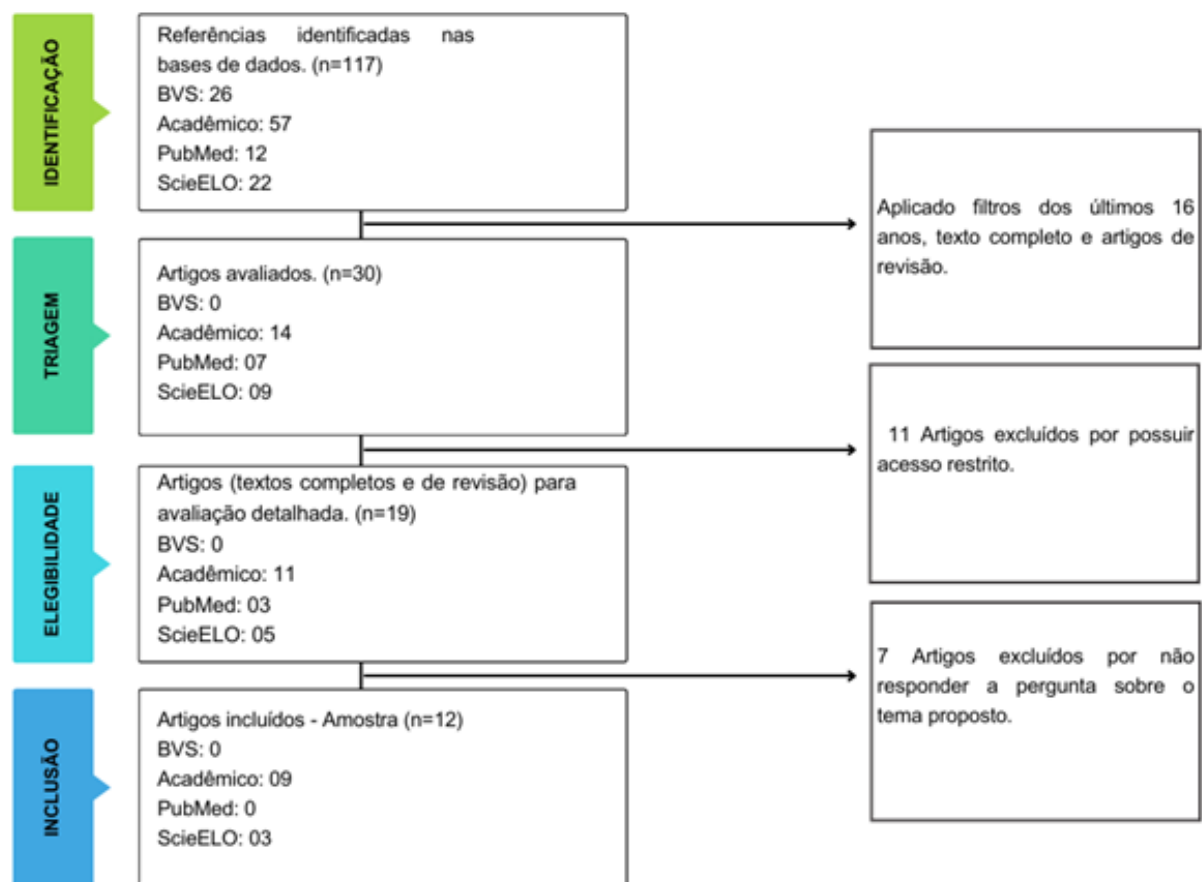 IDENTIFICAÇÃO
Referências identificadas nas
bases de dados. (n=117)
BVS: 26
Acadêmico: 57
PubMed: 12
ScieELO: 22
Aplicado filtros dos últimos 16
anos, texto completo e artigos de
revisão.
TRIAGEM
Artigos avaliados. (n=30)
BVS: 0
Acadêmico: 14
PubMed: 07
ScieELO: 09
11 Artigos excluídos por possuir
acesso restrito.
ELEGIBILIDADE
Artigos (textos completos e de revisão) para
avaliação detalhada. (n=19)
BVS: 0
Acadêmico: 11
PubMed: 03
ScieELO: 05
7 Artigos excluídos por não
responder a pergunta sobre o
tema proposto.
INCLUSÃO
Artigos incluídos - Amostra (n=12)
BVS: 0
Acadêmico: 09
PubMed: 0
ScieELO: 03